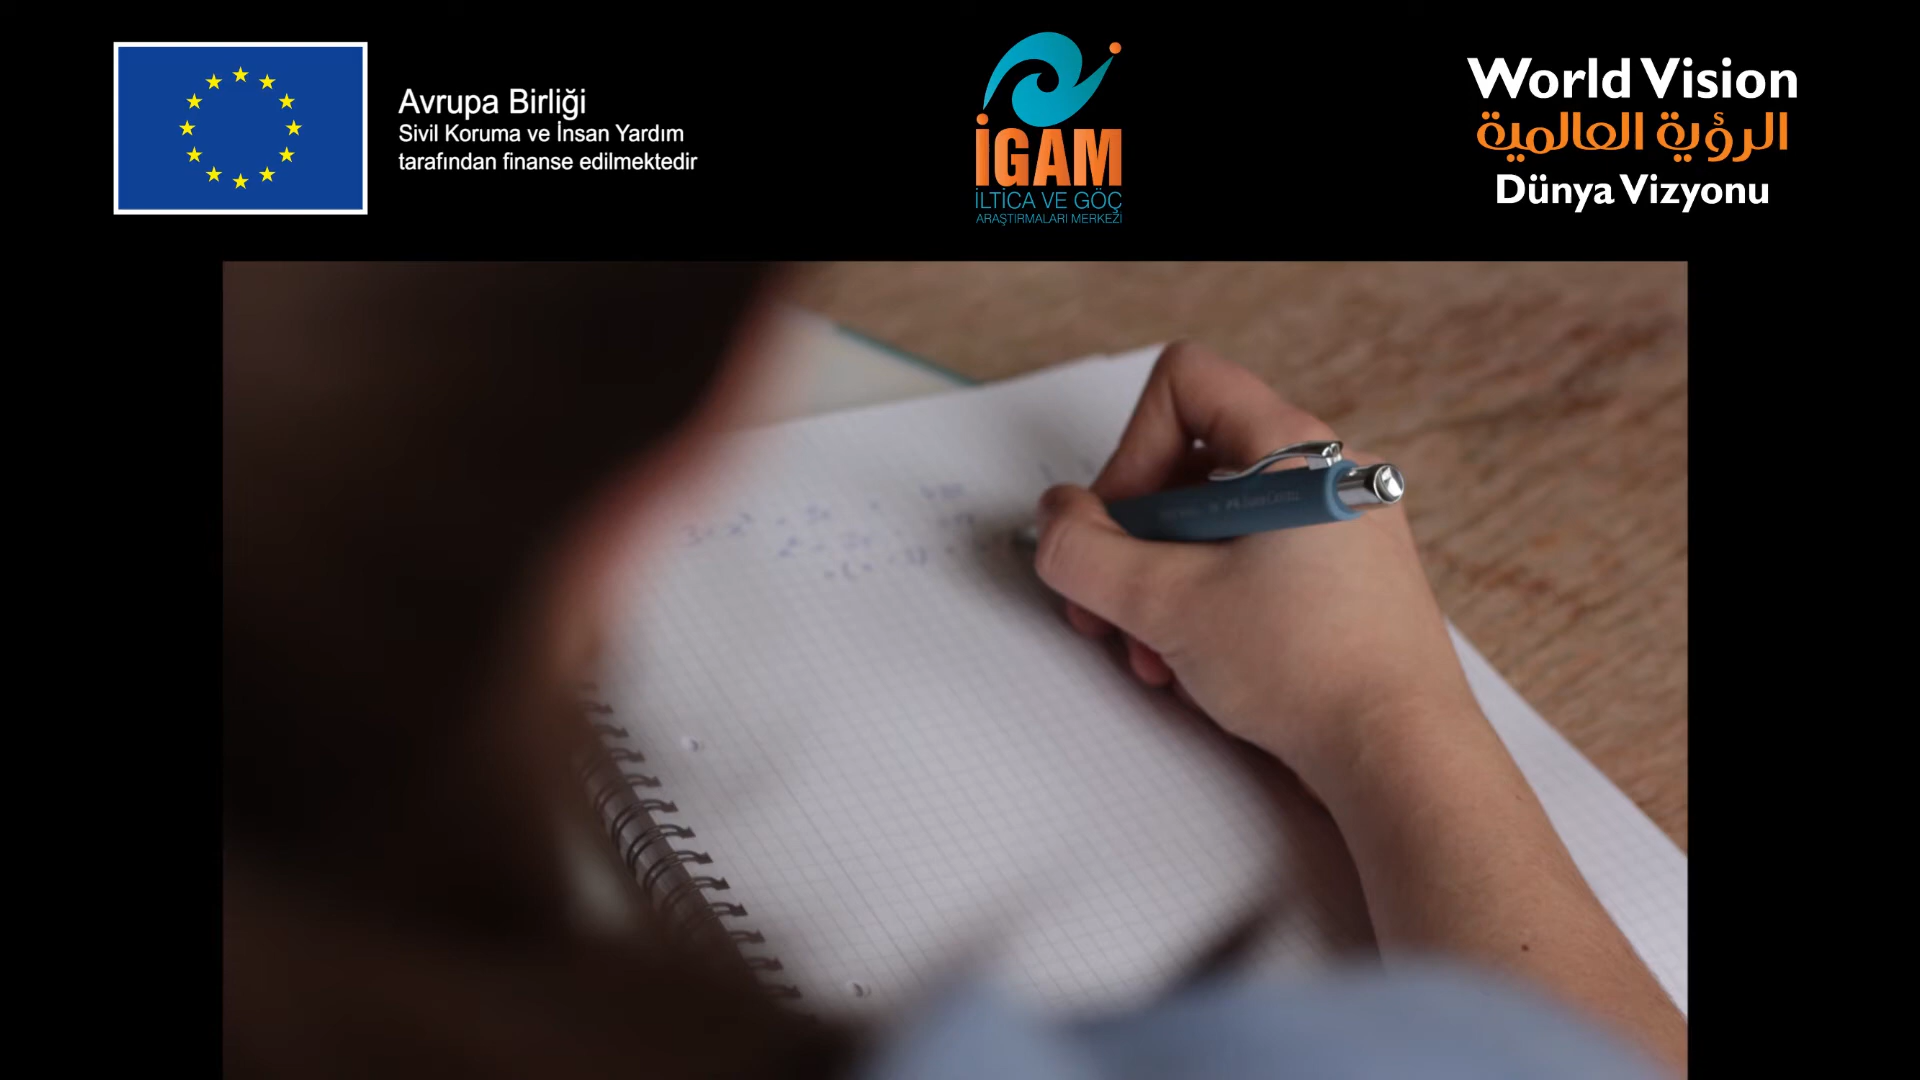 Avrupa Birliği
Sivil Koruma ve İnsan Yardım
tarafından finanse edilmektedir
İGAM
İLTİCA VE GÖÇ
ARAŞTIRMALARI MERKEZİ
World Vision
الرؤية العالمية
Dünya Vizyonu